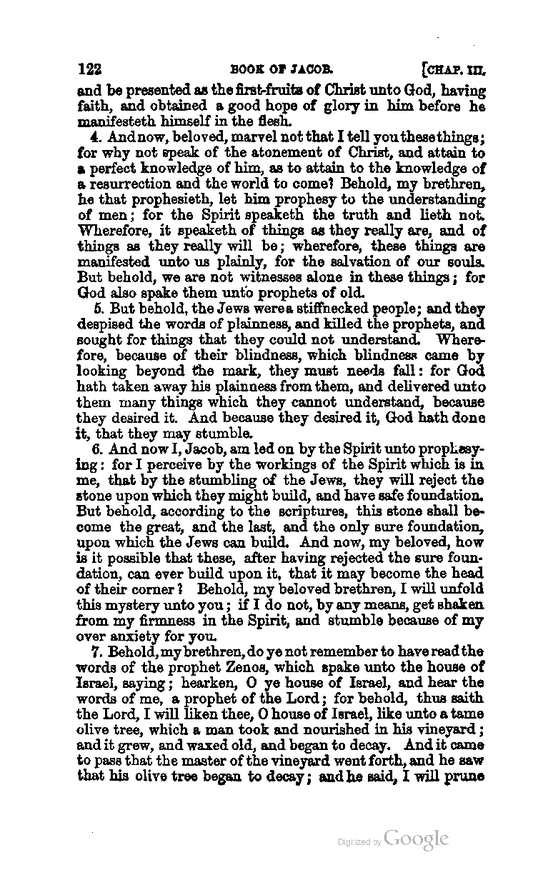 122 BOOK OF JACOB. [CHAP. III.
and be presented as the first-fruits of Christ unto God, having
faith, and obtained a good hope of glory in him before he
manifesteth himself in the flesh.
4. And now, beloved, marvel not that I tell you these things;
for why not speak of the atonement of Christ, and attain to
a perfect knowledge of him, as to attain to the knowledge of
a resurrection and the world to come? Behold, my brethren,
he that prophesieth, let him prophesy to the understanding
of men; for the Spirit speaketh the truth and lieth not.
Wherefore, it speaketh of things as they really are, and of
things as they really will be; wherefore, these things are
manifested unto us plainly, for the salvation of our souls.
But behold, we are not witnesses alone in these things; for
God also spake them unto prophets of old.
5. But behold, the Jews were a stiffnecked people; and they
despised the words of plainness, and killed the prophets, and
sought for things that they could not understand. Where-
fore, because of their blindness, which blindness came by
looking beyond the mark, they must needs fall: for God
hath taken away his plainness from them, and delivered unto
them many things which they cannot understand, because
they desired it. And because they desired it, God hath done
it, that they may stumble.
6. And now I, Jacob, am led on by the Spirit unto prophesy-
ing: for I perceive by the workings of the Spirit which is in
me, that by the stumbling of the Jews, they will reject the
stone upon which they might build, and have safe foundation.
But behold, according to the scriptures, this stone shall be-
come the great, and the last, and the only sure foundation,
upon which the Jews can build. And now, my beloved, how
is it possible that these, after having rejected the sure foun-
dation, can ever build upon it, that it may become the head
of their corner? Behold, my beloved brethren, I will unfold
this mystery unto you; if I do not, by any means, get shaken
from my firmness in the Spirit, and stumble because of my
over anxiety for you.
7. Behold, my brethren, do ye not remember to have read the
words of the prophet Zenos, which spake unto the house of
Israel, saying; hearken, O ye house of Israel, and hear the
words of me, a prophet of the Lord; for behold, thus saith
the Lord, I will liken thee, O house of Israel, like unto a tame
olive tree, which a man took and nourished in his vineyard;
and it grew, and waxed old, and began to decay. And it came
to pass that the master of the vineyard went forth, and he saw
that his olive tree began to decay; and he said, I will prune
Digitized by Google